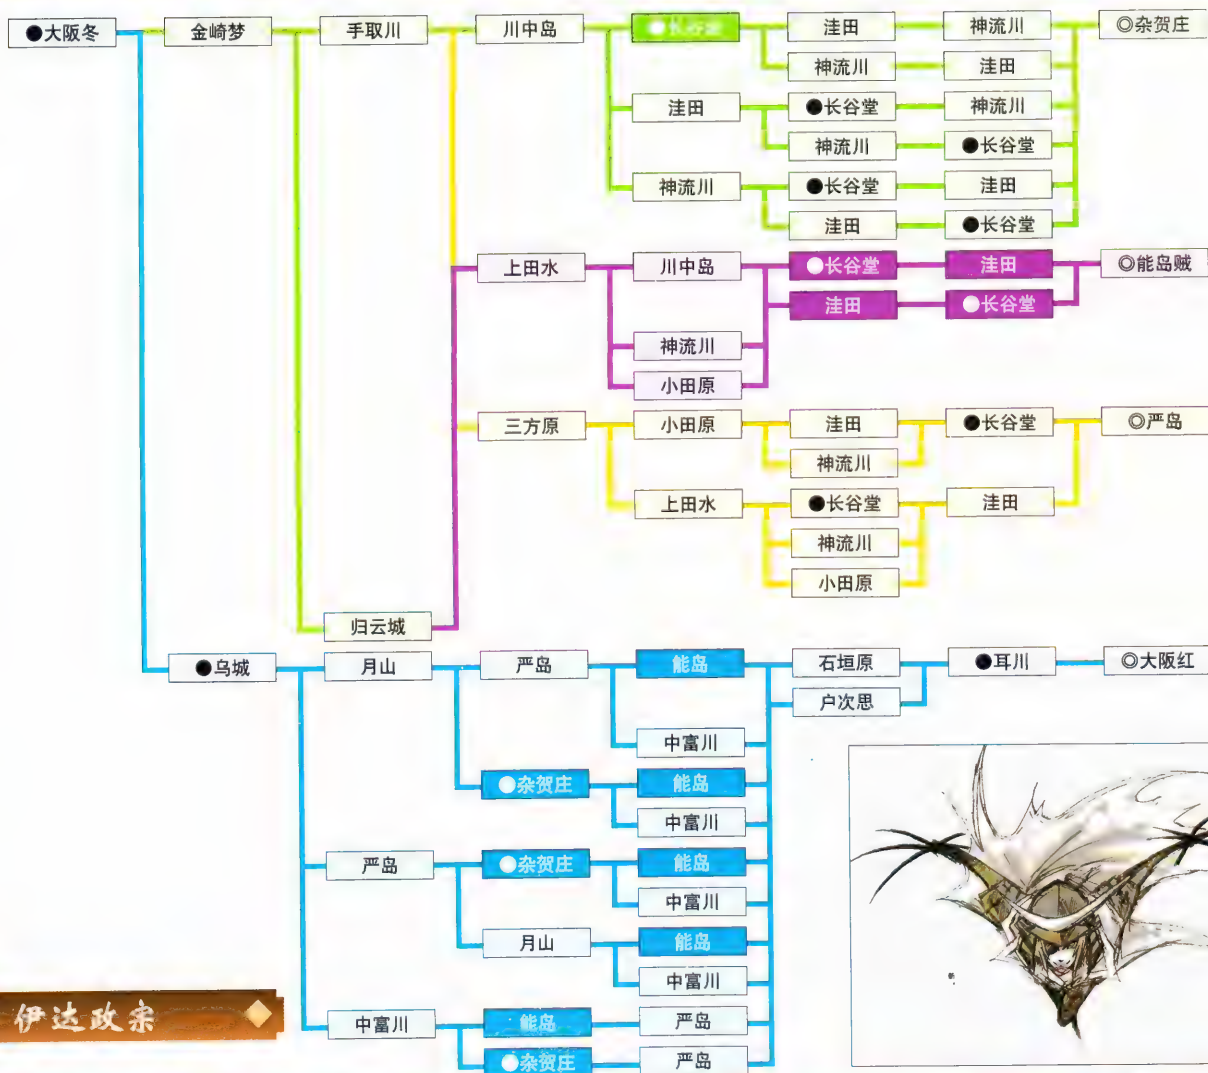 ●大阪冬 金崎梦 手取川 川中岛 ●长谷堂 洼田 神流川 ◎杂贺庄
神流川 洼田
洼田 ●长谷堂 神流川
神流川 ●长谷堂
神流川 ●长谷堂 洼田
洼田 ●长谷堂
上田水 川中岛 ●长谷堂 洼田 ◎能岛贼
洼田 ●长谷堂
神流川
小田原
三方原 小田原 洼田 ●长谷堂 ◎严岛
神流川
上田水 ●长谷堂 洼田
神流川
小田原
归云城
●乌城 月山 严岛 能岛 石垣原 ●耳川 ◎大阪红
户次思
中富川
●杂贺庄 能岛
中富川
严岛 ●杂贺庄 能岛
中富川
月山 能岛
中富川
中富川 能岛 严岛
●杂贺庄 严岛
伊达政宗